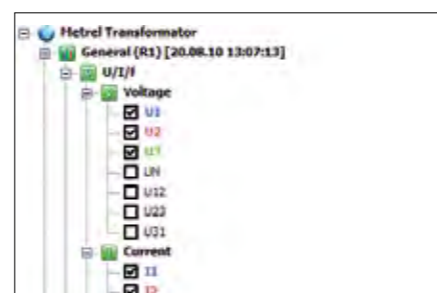 Metrel Transformator
General (R1) [20.08.10 13:07:13]
U/I/f
Voltage
U1
U2
UN
U12
U23
U31
Current
I1
I2